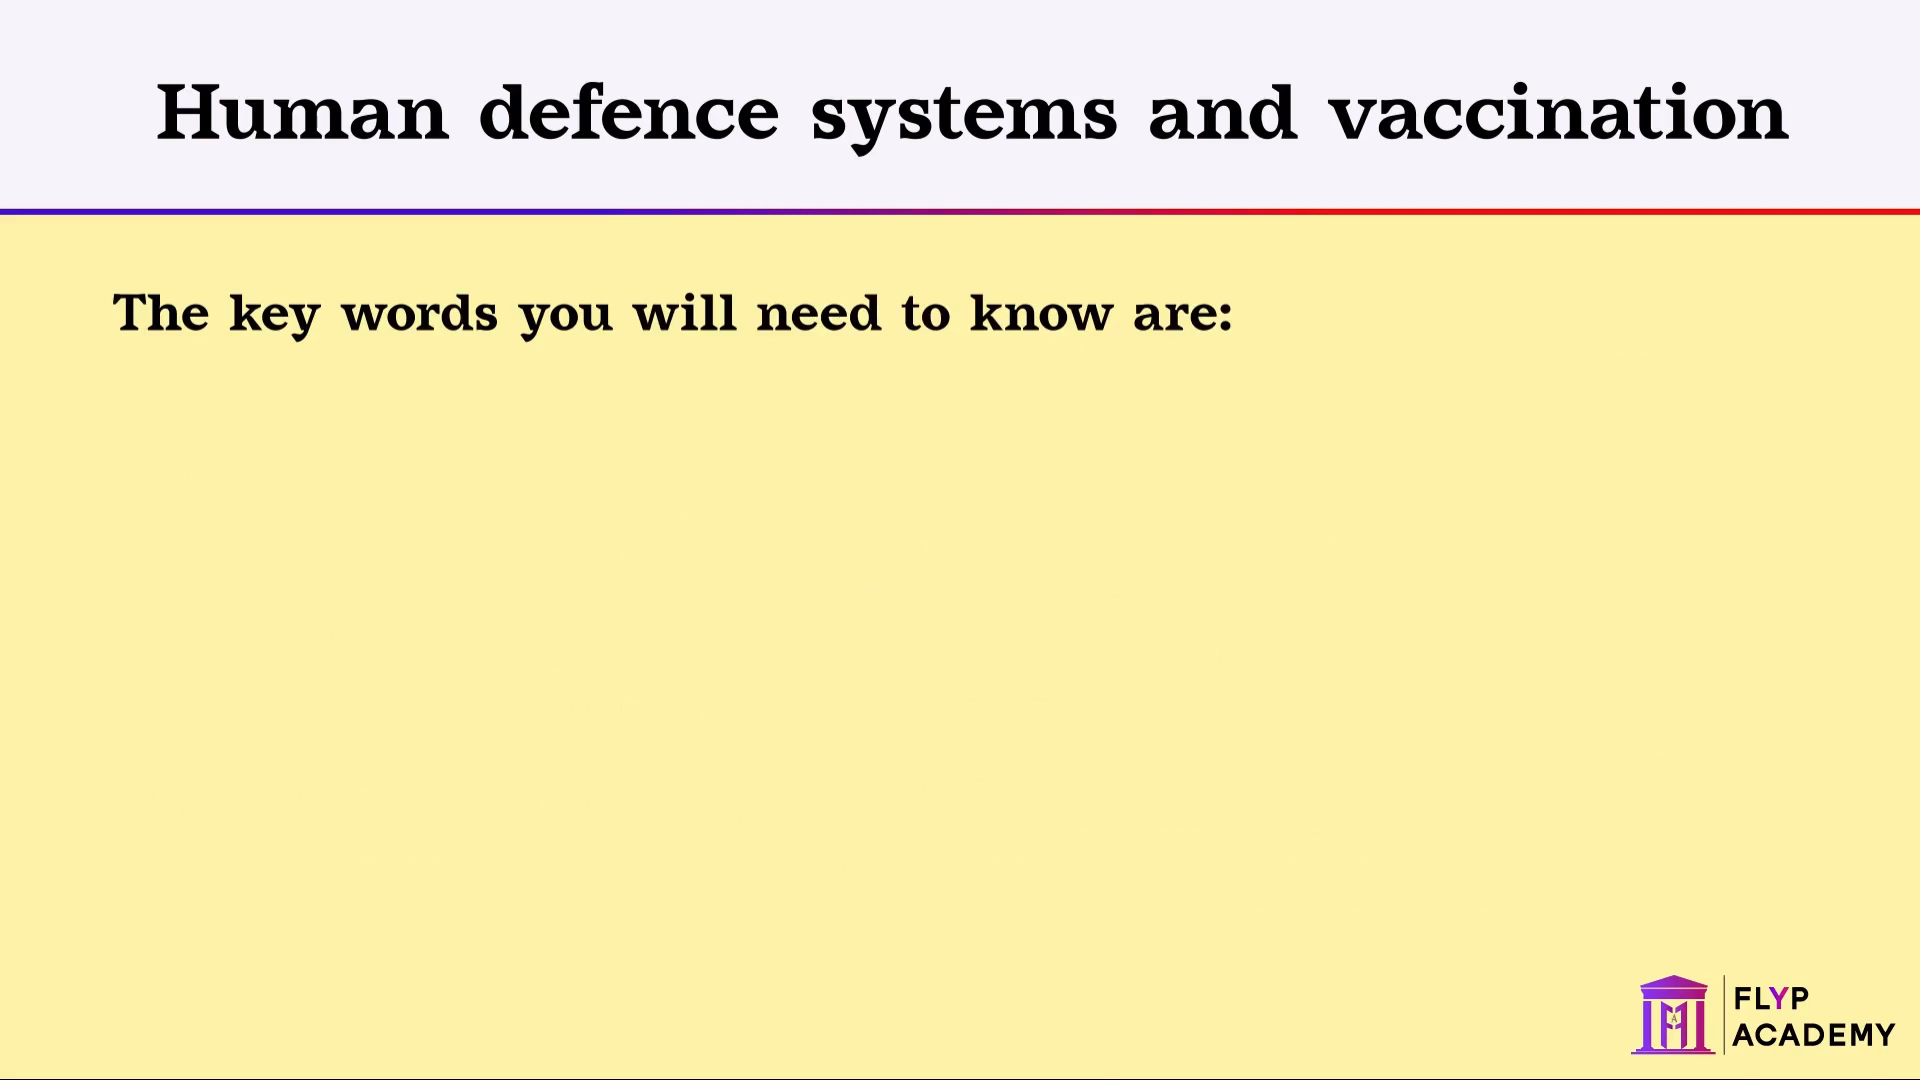 Human defence systems and vaccination
The key words you will need to know are:
FLYP
ACADEMY